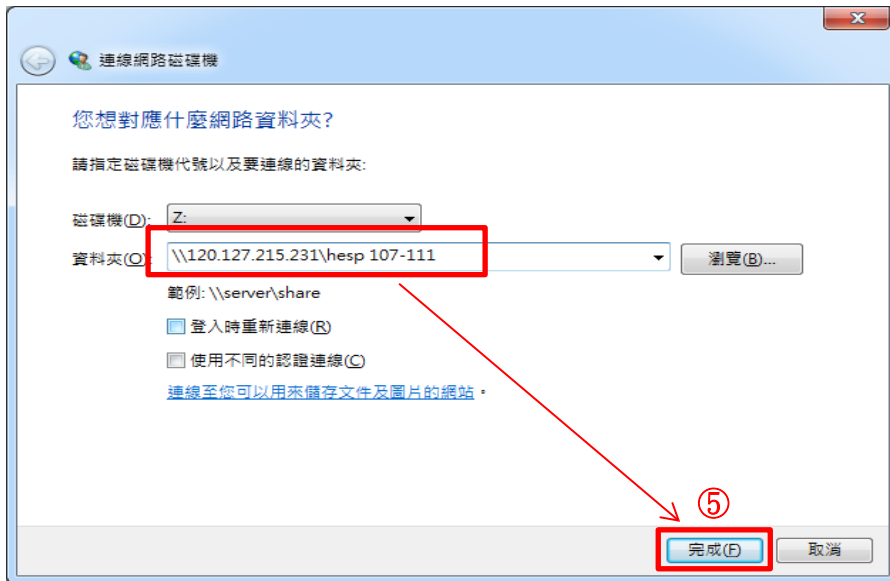 連線網路磁碟機
您想對應什麼網路資料夾?
請指定磁碟機代號以及要連線的資料夾:
磁碟機(D): Z:
資料夾(O): \\120.127.215.231\hesp 107-111 瀏覽(B)...
範例: \\server\share
登入時重新連線(R)
使用不同的認證連線(C)
連線至您可以用來儲存文件及圖片的網站。
⑤
完成(F) 取消